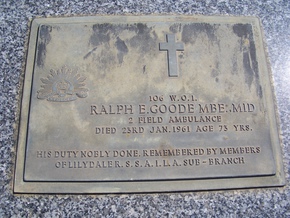 106 W.O.1.
RALPH E. GOODE MBE: MID
2 FIELD AMBULANCE
DIED 23RD JAN. 1961 AGE 73 YRS.
HIS DUTY NOBLY DONE. REMEMBERED BY MEMBERS
OF LILYDALE R.S.S.A.I.L.A. SUB-BRANCH